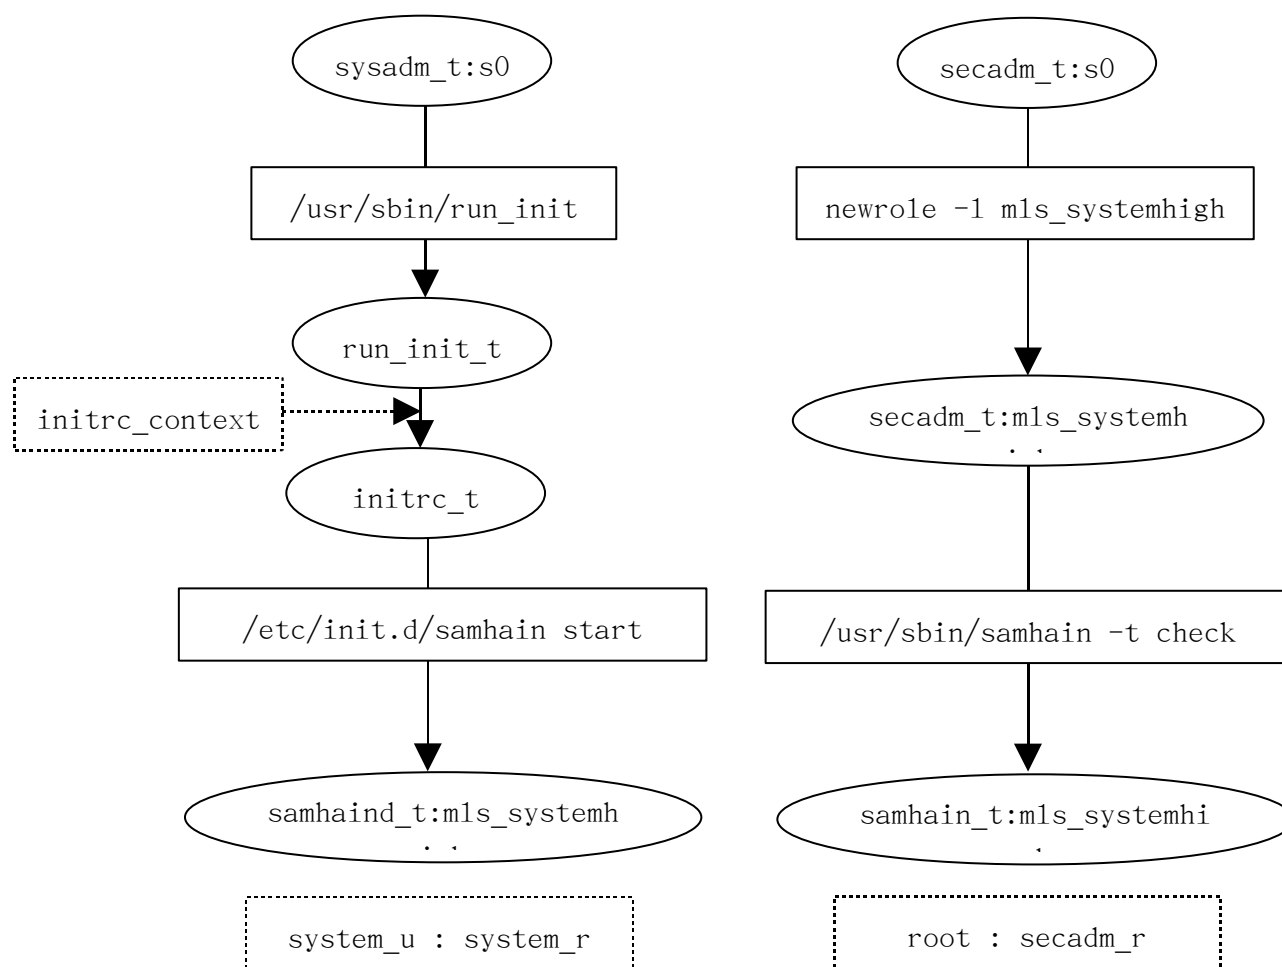 sysadm_t:s0
secadm_t:s0
/usr/sbin/run_init
newrole -l mls_systemhigh
run_init_t
initrc_context
secadm_t:mls_systemh
initrc_t
/etc/init.d/samhain start
/usr/sbin/samhain -t check
samhaind_t:mls_systemh
samhain_t:mls_systemhi
system_u : system_r
root : secadm_r